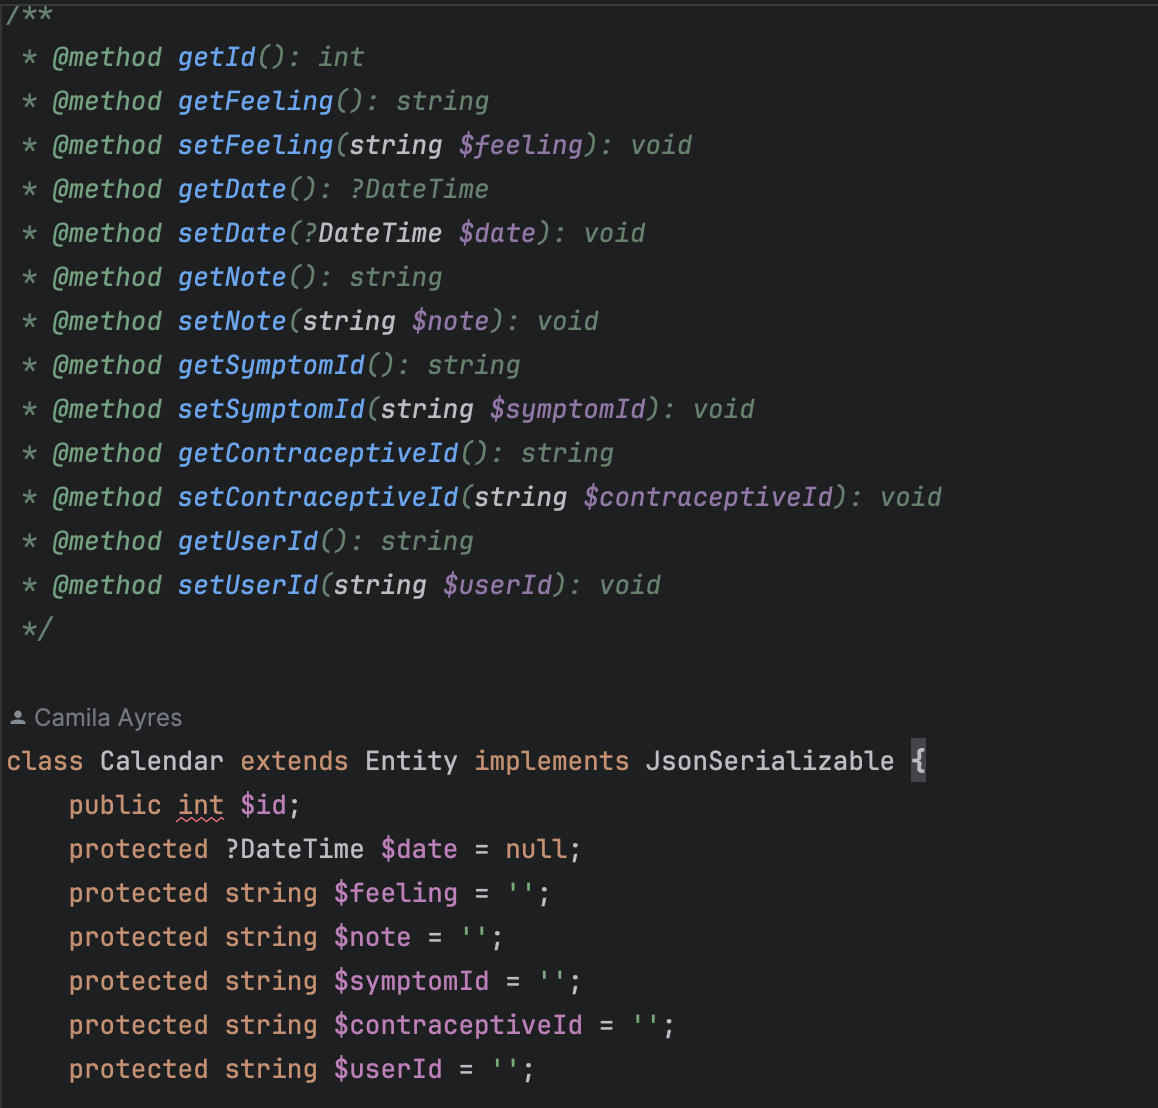 /**
 * @method getId(): int
 * @method getFeeling(): string
 * @method setFeeling(string $feeling): void
 * @method getDate(): ?DateTime
 * @method setDate(?DateTime $date): void
 * @method getNote(): string
 * @method setNote(string $note): void
 * @method getSymptomId(): string
 * @method setSymptomId(string $symptomId): void
 * @method getContraceptiveId(): string
 * @method setContraceptiveId(string $contraceptiveId): void
 * @method getUserId(): string
 * @method setUserId(string $userId): void
 */
Camila Ayres
class Calendar extends Entity implements JsonSerializable {
    public int $id;
    protected ?DateTime $date = null;
    protected string $feeling = '';
    protected string $note = '';
    protected string $symptomId = '';
    protected string $contraceptiveId = '';
    protected string $userId = '';